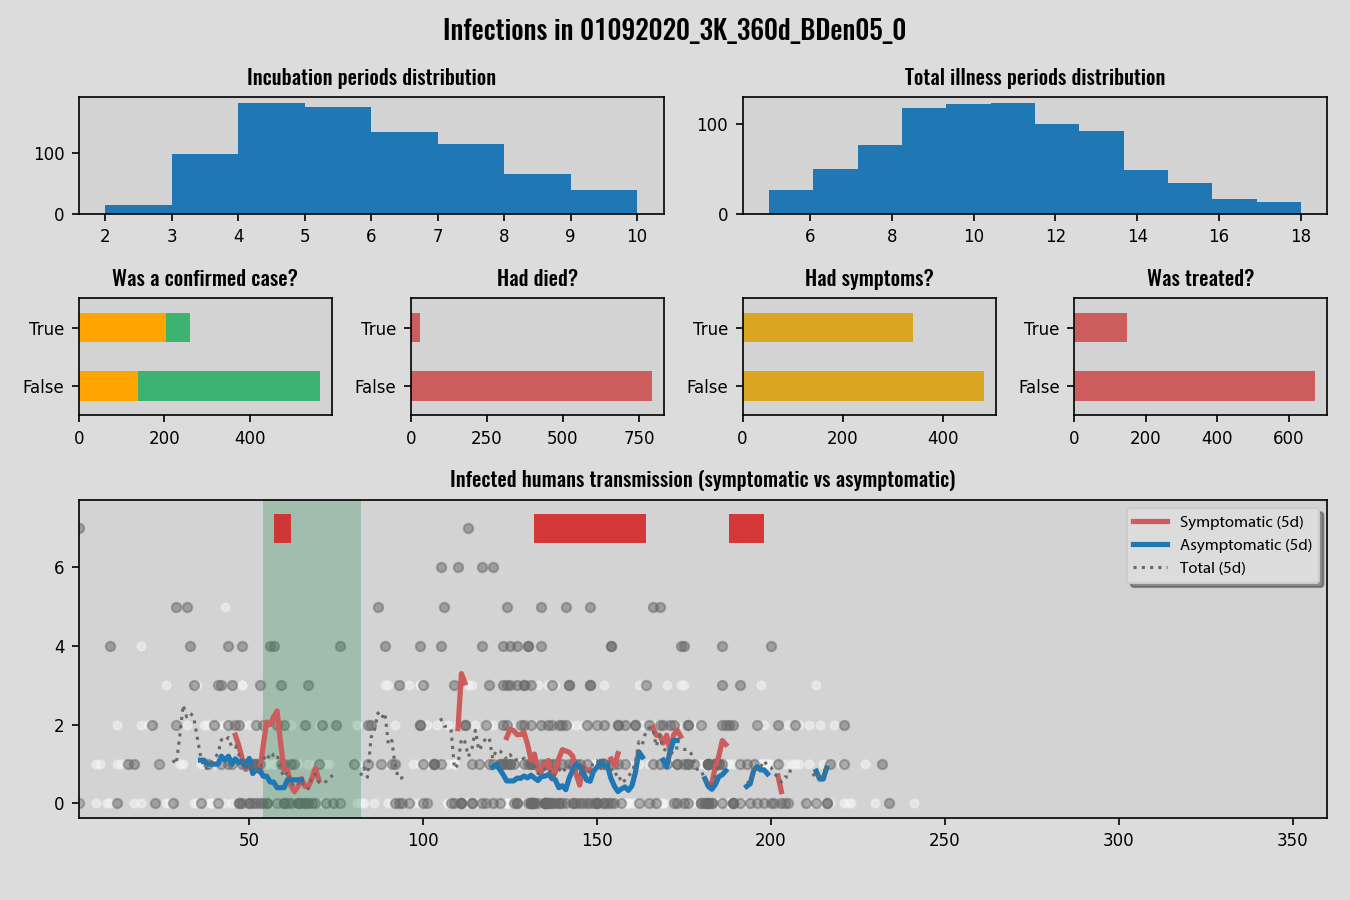 Infections in 01092020_3K_360d_BDen05_0
Incubation periods distribution
Total illness periods distribution
100
0
2 3 4 5 6 7 8 9 10
100
0
6 8 10 12 14 16 18
Was a confirmed case?
Had died?
Had symptoms?
Was treated?
True
False
0 200 400
True
False
0 250 500 750
True
False
0 200 400
True
False
0 200 400 600
Infected humans transmission (symptomatic vs asymptomatic)
Symptomatic (5d)
Asymptomatic (5d)
Total (5d)
6
4
2
0
50 100 150 200 250 300 350